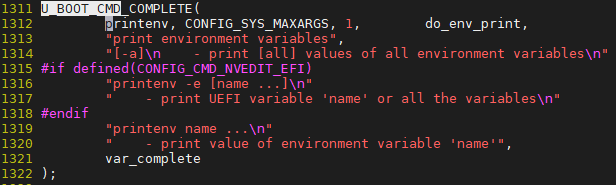 1311 U_BOOT_CMD_COMPLETE(
1312         printenv, CONFIG_SYS_MAXARGS, 1,        do_env_print,
1313         "print environment variables",
1314         "[-a]\n    - print [all] values of all environment variables\n"
1315 #if defined(CONFIG_CMD_NVEDIT_EFI)
1316         "printenv -e [name ...]\n"
1317         "    - print UEFI variable 'name' or all the variables\n"
1318 #endif
1319         "printenv name ...\n"
1320         "    - print value of environment variable 'name'",
1321         var_complete
1322 );